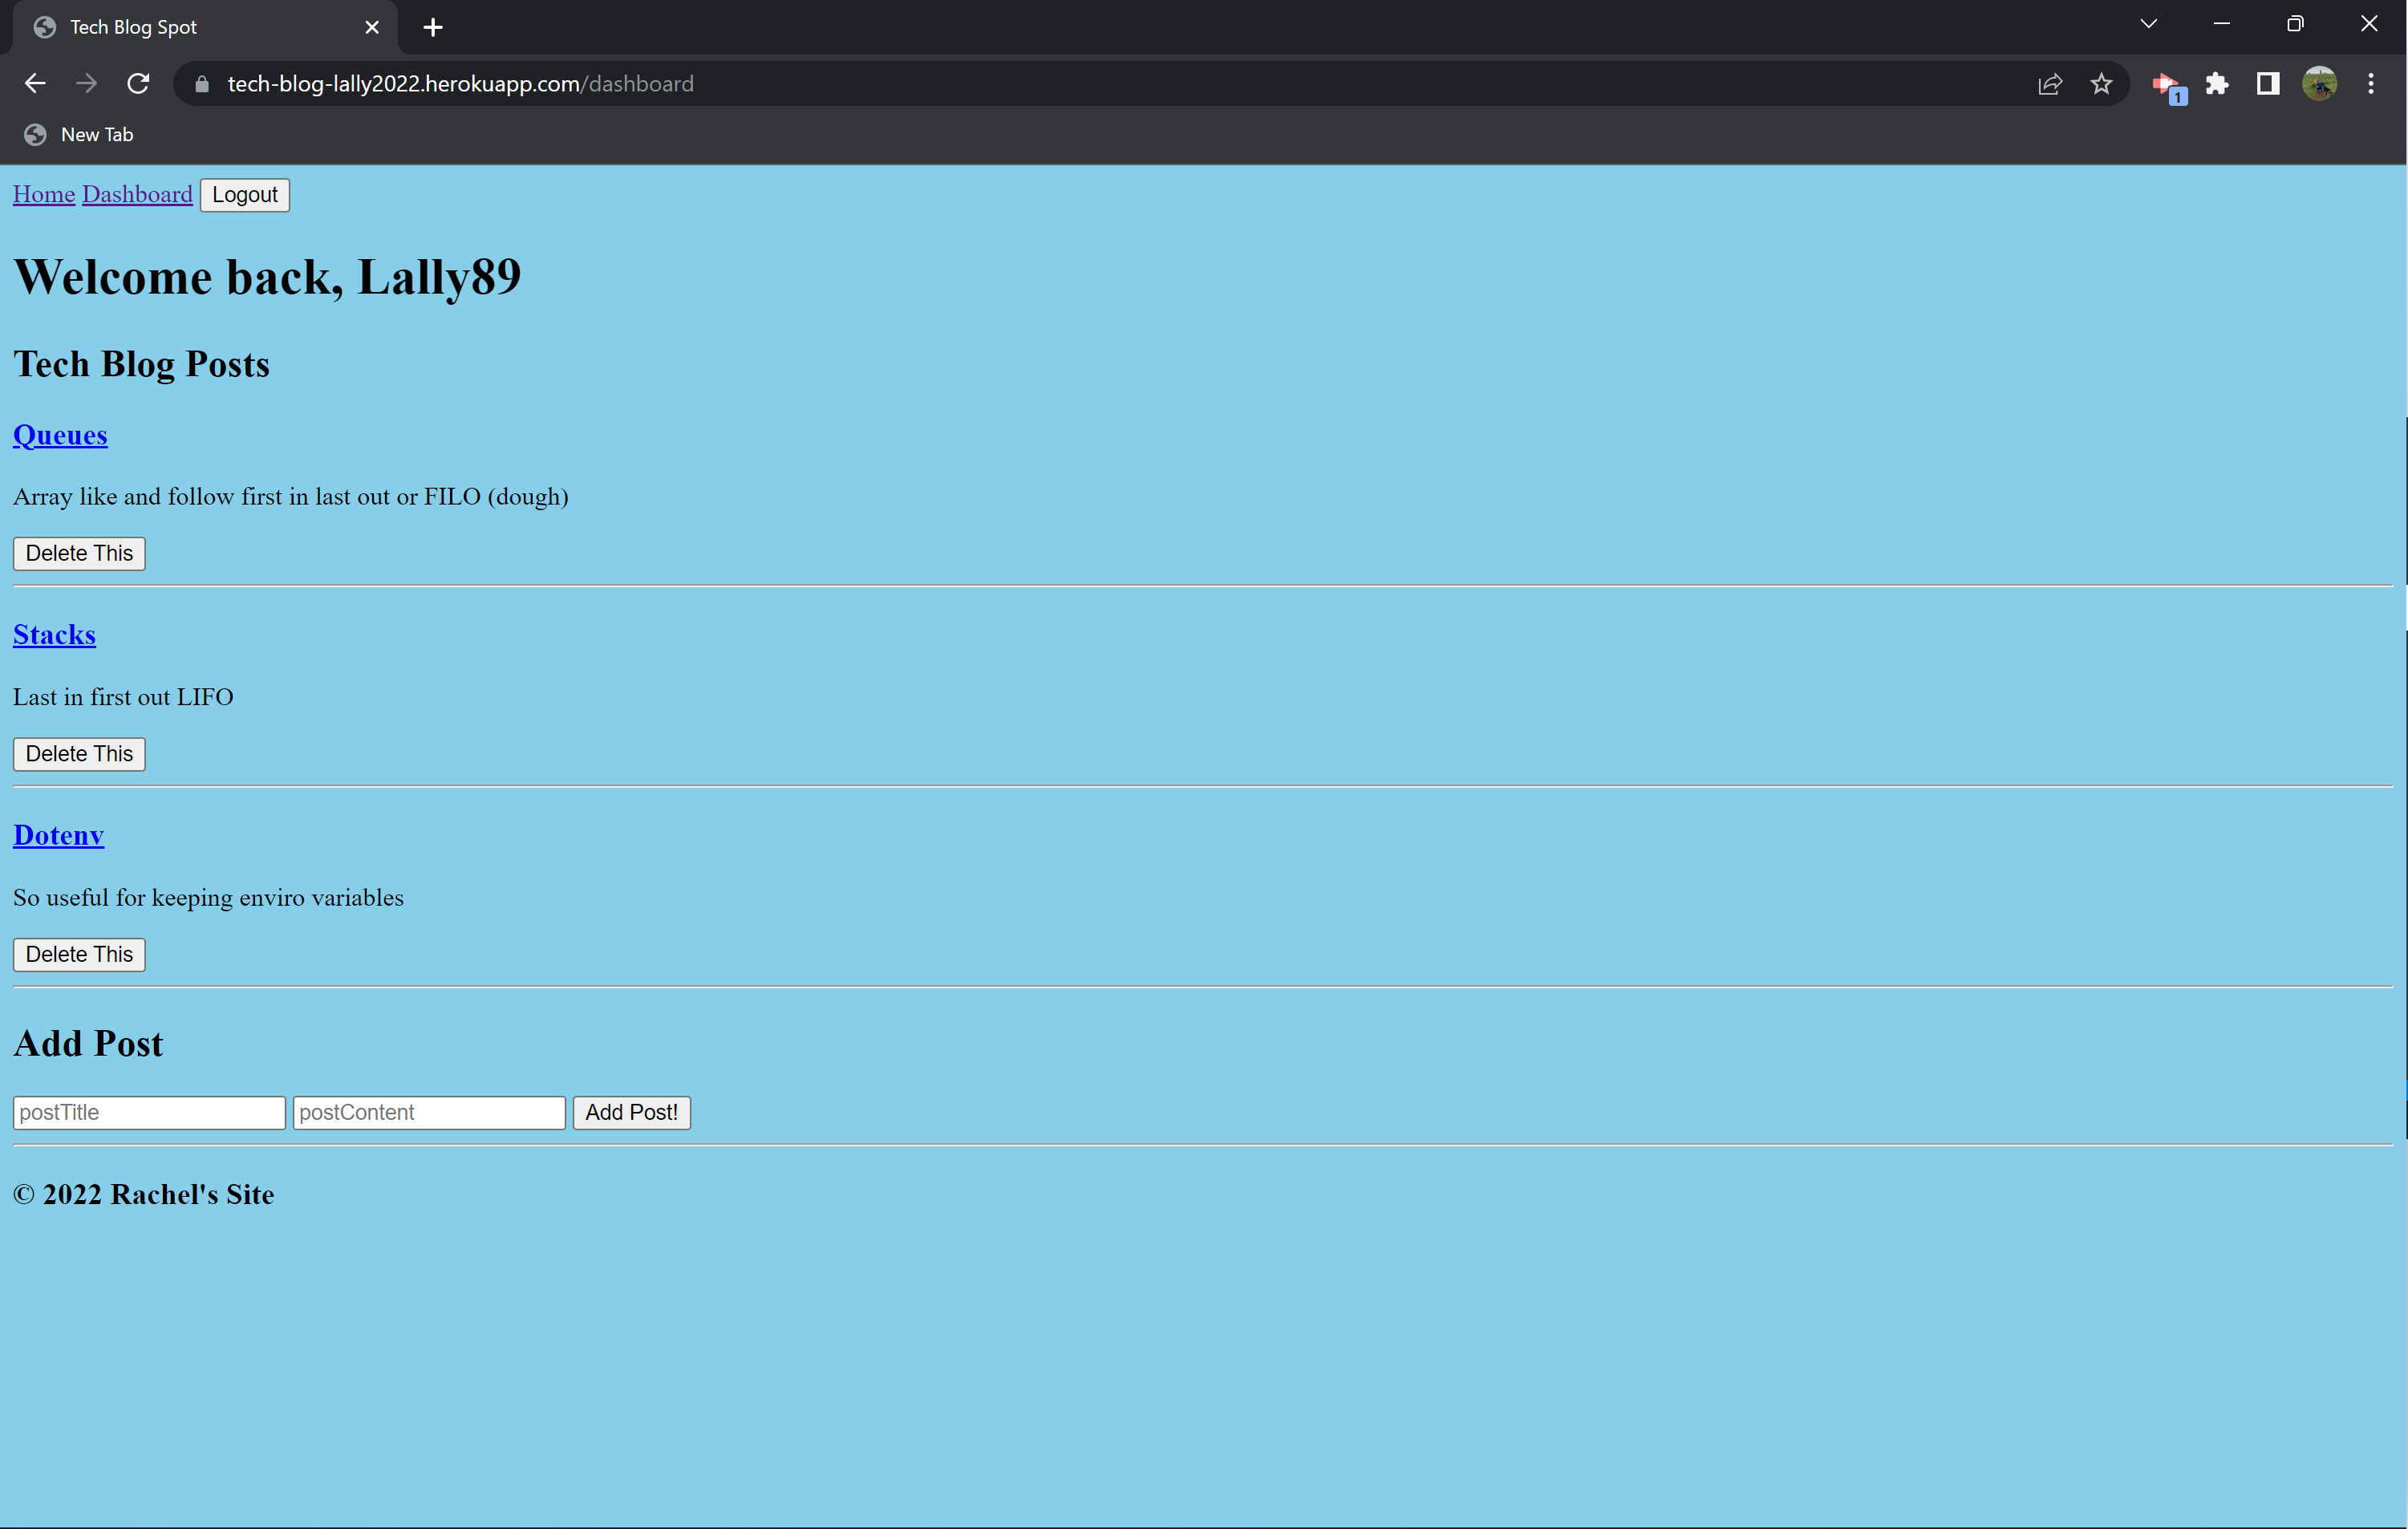 Tech Blog Spot
tech-blog-lally2022.herokuapp.com/dashboard
1
New Tab
Home Dashboard Logout
Welcome back, Lally89
Tech Blog Posts
Queues
Array like and follow first in last out or FILO (dough)
Delete This
Stacks
Last in first out LIFO
Delete This
Dotenv
So useful for keeping enviro variables
Delete This
Add Post
postTitle postContent Add Post!
© 2022 Rachel's Site